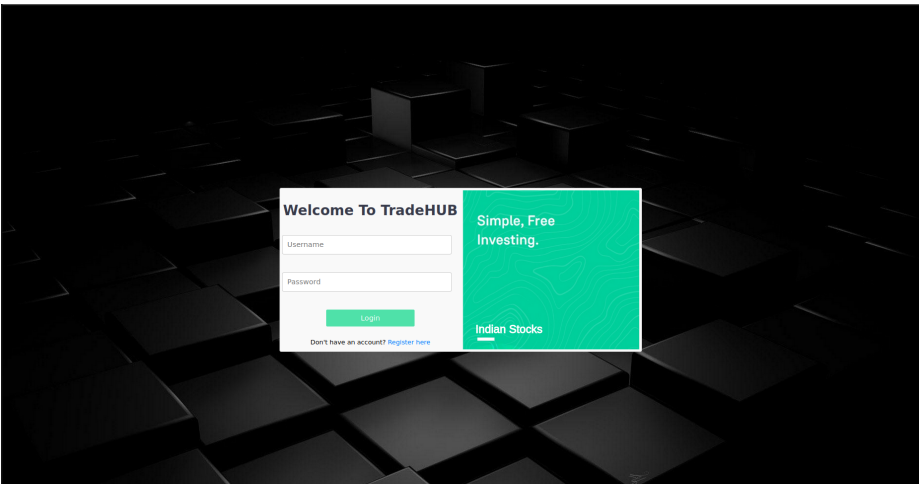 Welcome To TradeHUB
Username
Password
Login
Don't have an account? Register here
Simple, Free
Investing.
Indian Stocks